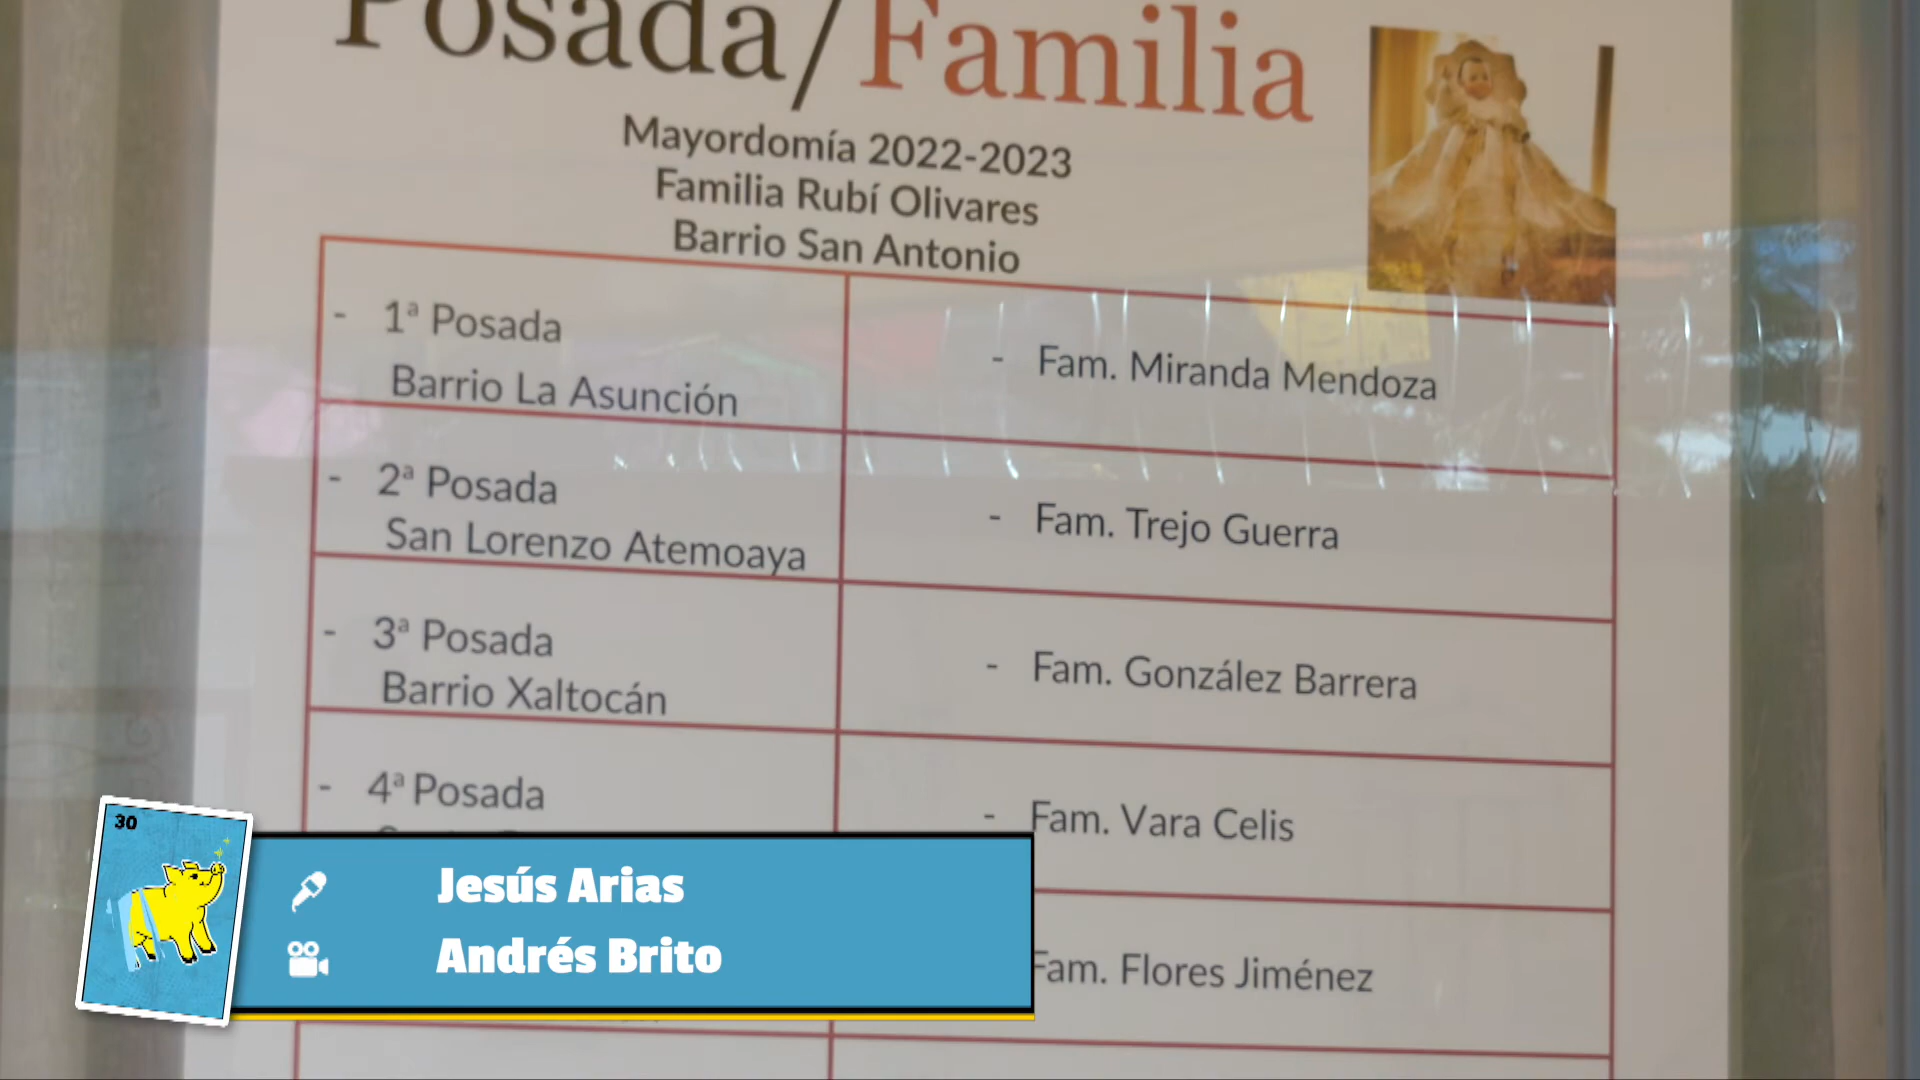 Posada/Familia
Mayordomía 2022-2023
Familia Rubí Olivares
Barrio San Antonio
- 1ª Posada
Barrio La Asunción
- Fam. Miranda Mendoza
- 2ª Posada
San Lorenzo Atemoaya
- Fam. Trejo Guerra
- 3ª Posada
Barrio Xaltocán
- Fam. González Barrera
- 4ª Posada
- Fam. Vara Celis
Fam. Flores Jiménez
30
Jesús Arias
Andrés Brito